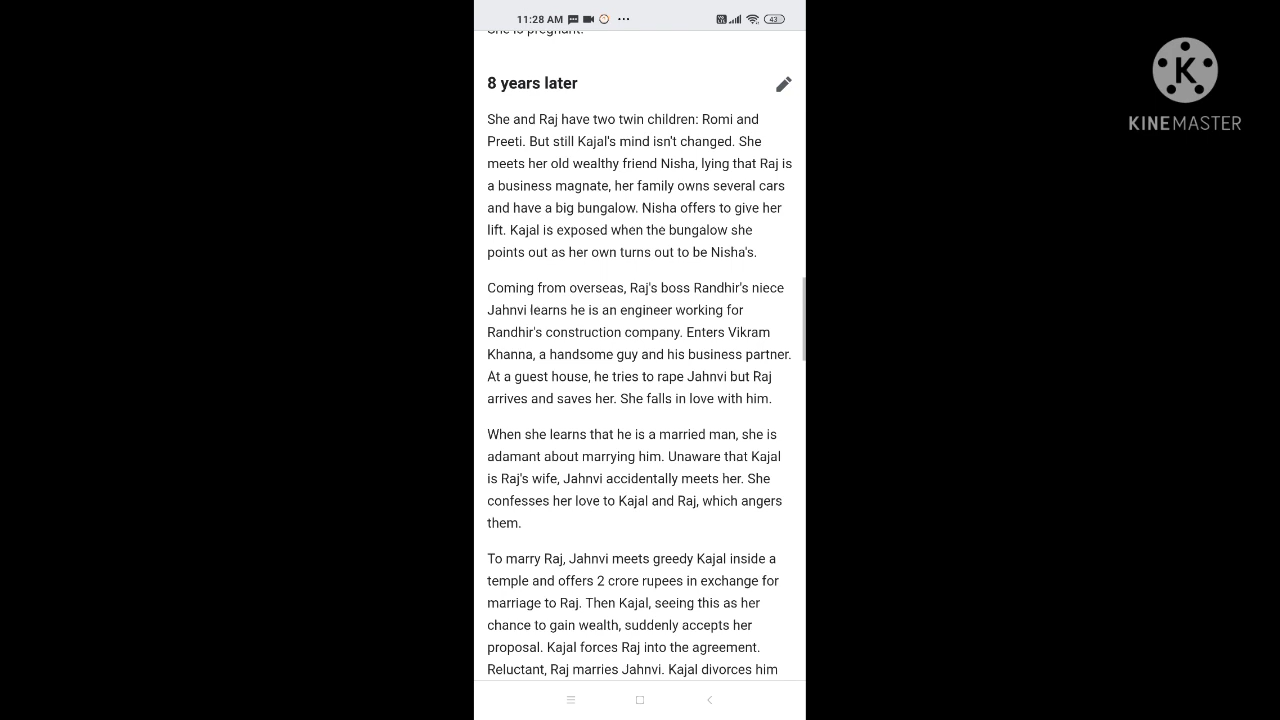 11:28 AM
43
She is pregnant.
8 years later
She and Raj have two twin children: Romi and
Preeti. But still Kajal's mind isn't changed. She
meets her old wealthy friend Nisha, lying that Raj is
a business magnate, her family owns several cars
and have a big bungalow. Nisha offers to give her
lift. Kajal is exposed when the bungalow she
points out as her own turns out to be Nisha's.
Coming from overseas, Raj's boss Randhir's niece
Jahnvi learns he is an engineer working for
Randhir's construction company. Enters Vikram
Khanna, a handsome guy and his business partner.
At a guest house, he tries to rape Jahnvi but Raj
arrives and saves her. She falls in love with him.
When she learns that he is a married man, she is
adamant about marrying him. Unaware that Kajal
is Raj's wife, Jahnvi accidentally meets her. She
confesses her love to Kajal and Raj, which angers
them.
To marry Raj, Jahnvi meets greedy Kajal inside a
temple and offers 2 crore rupees in exchange for
marriage to Raj. Then Kajal, seeing this as her
chance to gain wealth, suddenly accepts her
proposal. Kajal forces Raj into the agreement.
Reluctant, Raj marries Jahnvi. Kajal divorces him
K
KINEMASTER